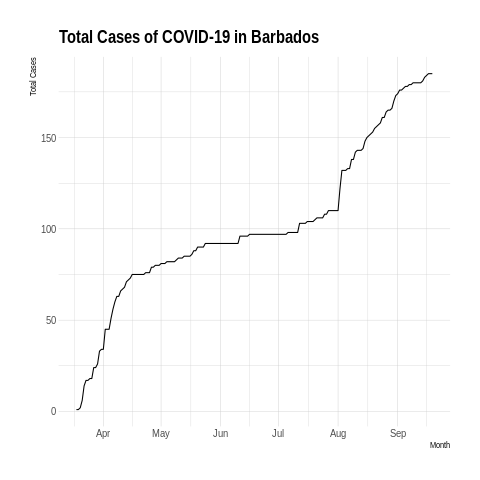 Total Cases of COVID-19 in Barbados
Total Cases
150
100
50
0
Apr May Jun Jul Aug Sep
Month